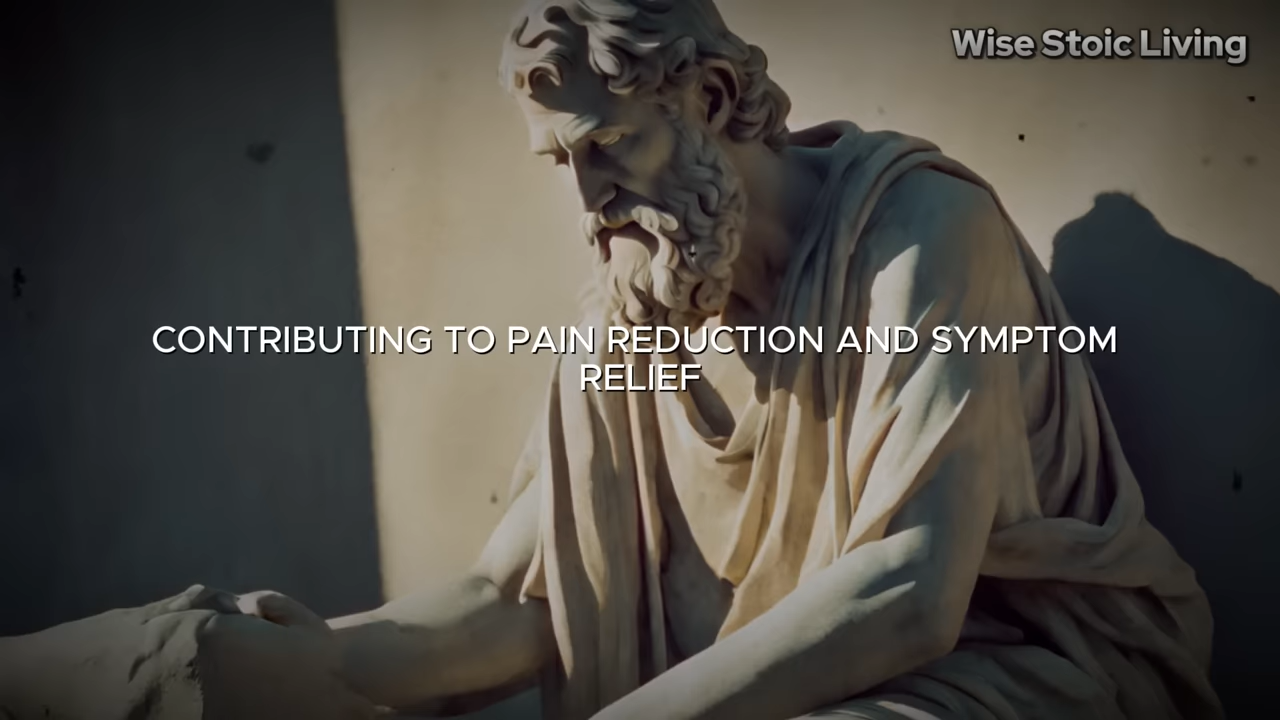 Wise Stoic Living
CONTRIBUTING TO PAIN REDUCTION AND SYMPTOM
RELIEF